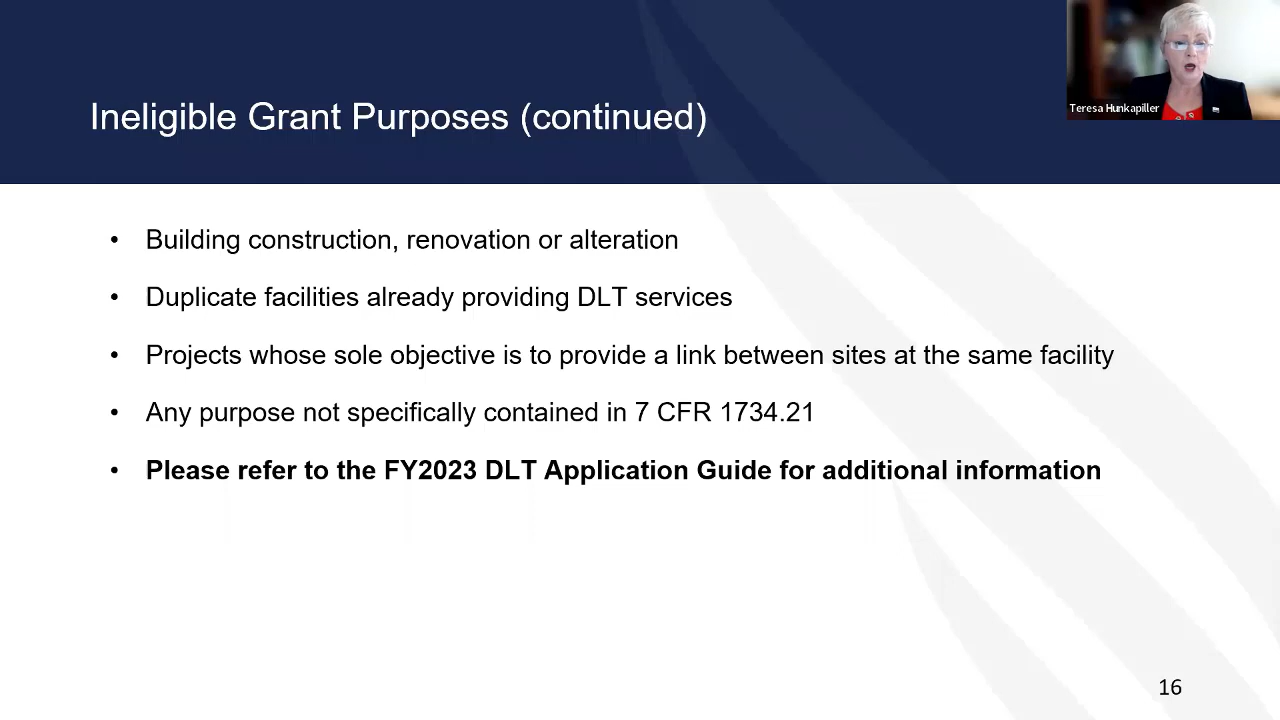 Teresa Hunkapiller
Ineligible Grant Purposes (continued)
• Building construction, renovation or alteration
• Duplicate facilities already providing DLT services
• Projects whose sole objective is to provide a link between sites at the same facility
• Any purpose not specifically contained in 7 CFR 1734.21
• Please refer to the FY2023 DLT Application Guide for additional information
16